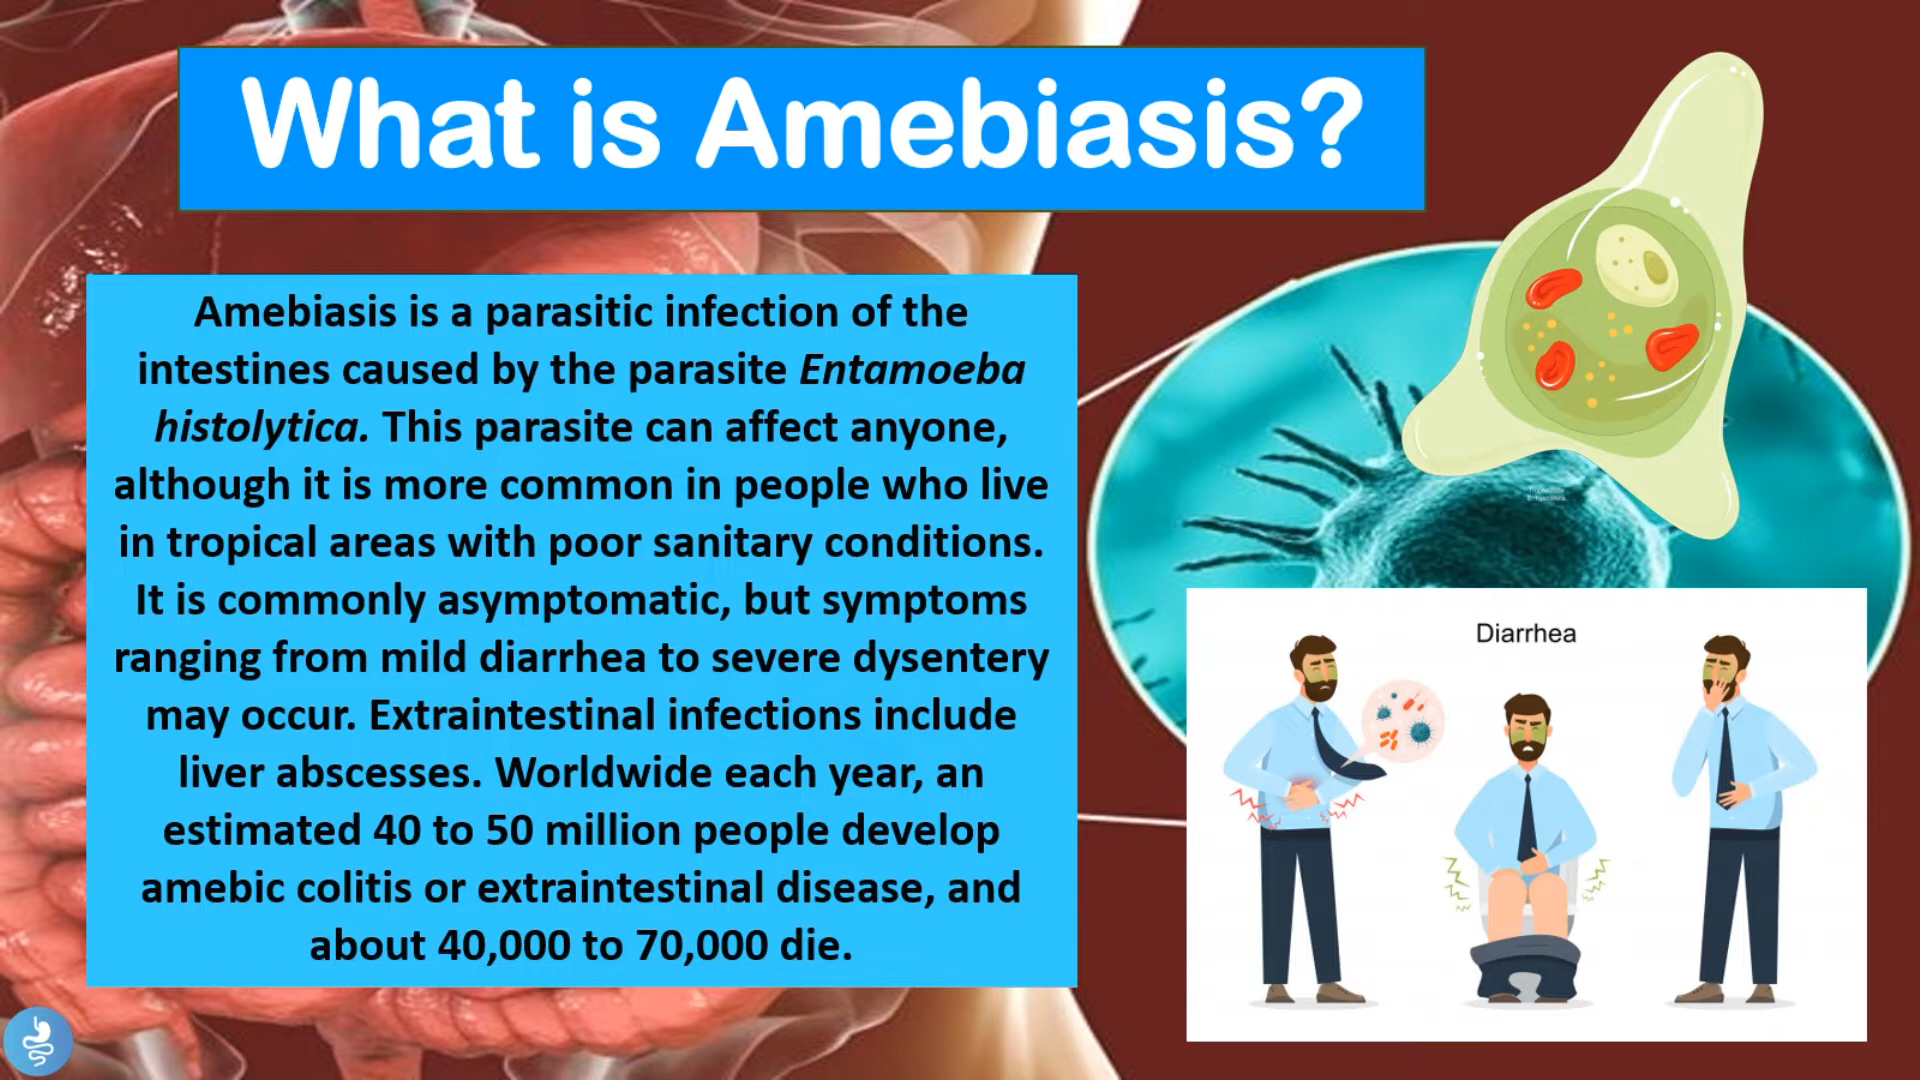 What is Amebiasis?
Amebiasis is a parasitic infection of the
intestines caused by the parasite Entamoeba
histolytica. This parasite can affect anyone,
although it is more common in people who live
in tropical areas with poor sanitary conditions.
It is commonly asymptomatic, but symptoms
ranging from mild diarrhea to severe dysentery
may occur. Extraintestinal infections include
liver abscesses. Worldwide each year, an
estimated 40 to 50 million people develop
amebic colitis or extraintestinal disease, and
about 40,000 to 70,000 die.
Diarrhea